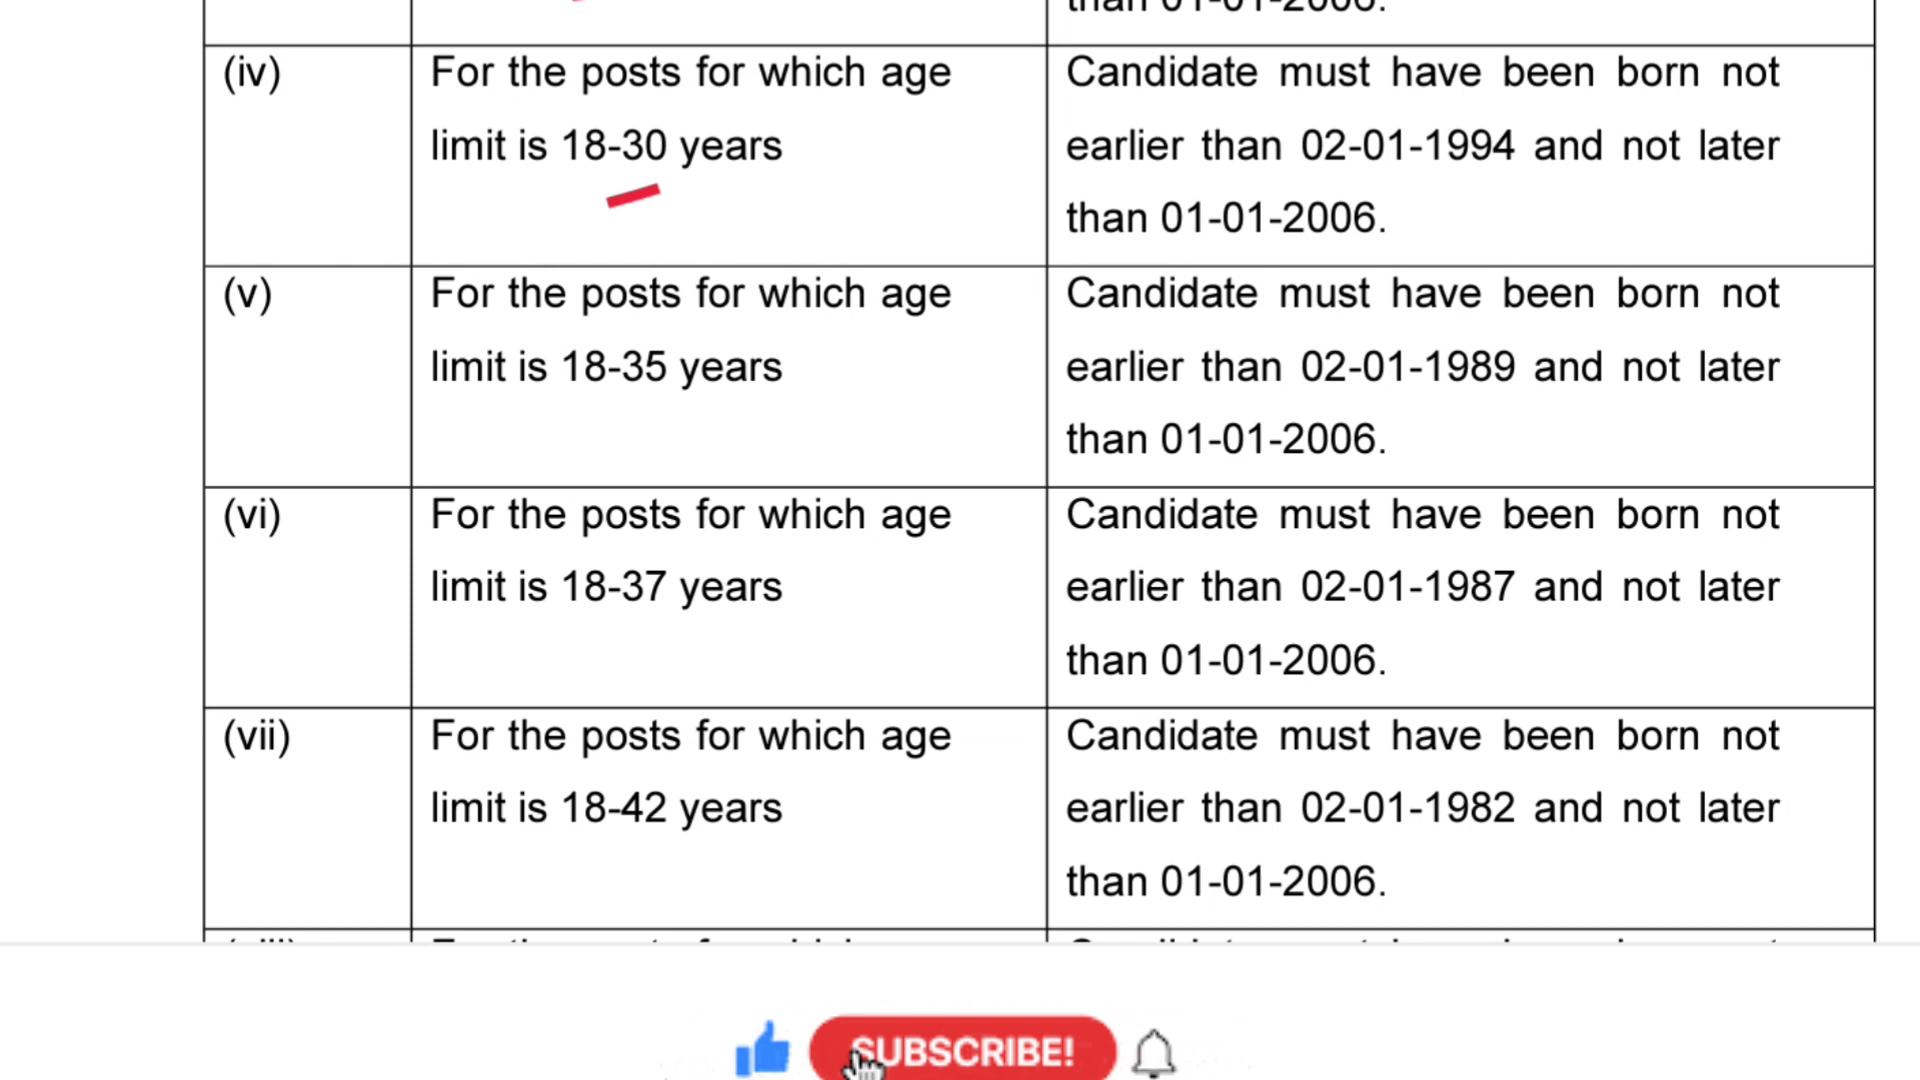 than 01-01-2006.
(iv)
For the posts for which age
limit is 18-30 years
Candidate must have been born not
earlier than 02-01-1994 and not later
than 01-01-2006.
(v)
For the posts for which age
limit is 18-35 years
Candidate must have been born not
earlier than 02-01-1989 and not later
than 01-01-2006.
(vi)
For the posts for which age
limit is 18-37 years
Candidate must have been born not
earlier than 02-01-1987 and not later
than 01-01-2006.
(vii)
For the posts for which age
limit is 18-42 years
Candidate must have been born not
earlier than 02-01-1982 and not later
than 01-01-2006.
SUBSCRIBE!